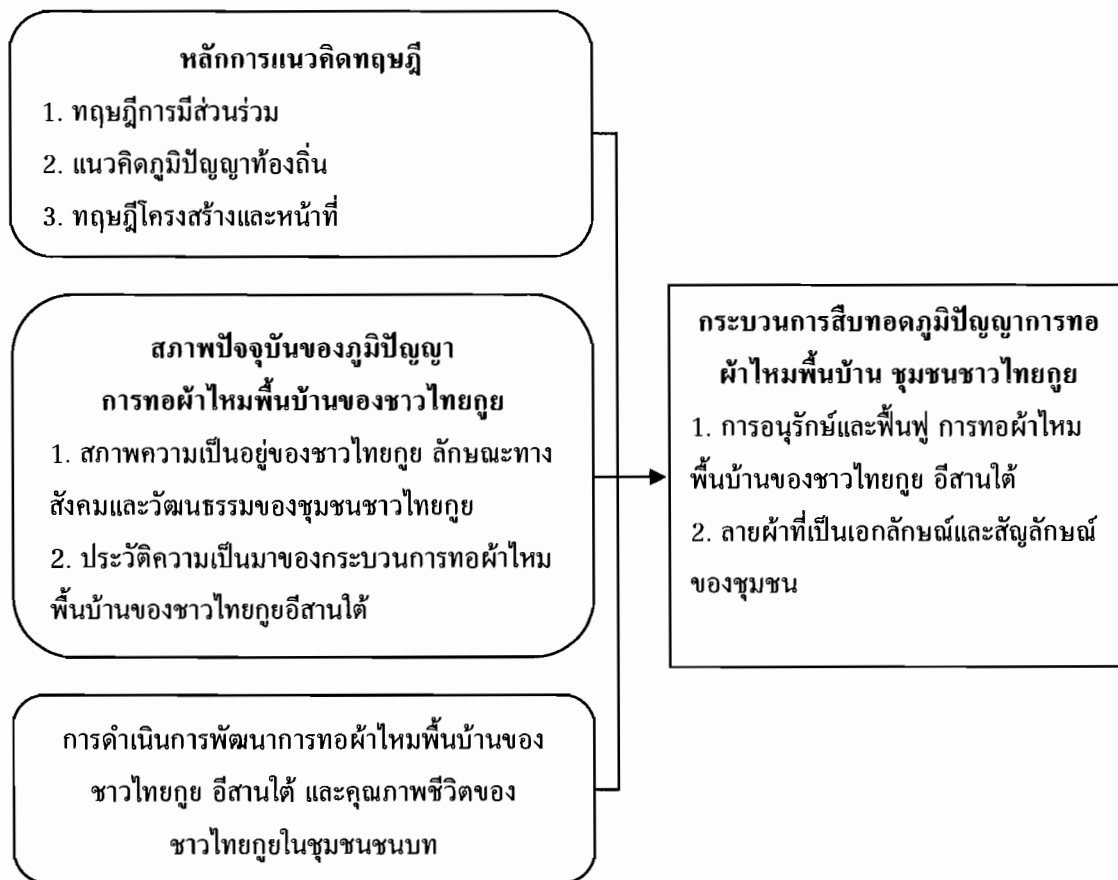 หลักการแนวคิดทฤษฎี
1. ทฤษฎีการมีส่วนร่วม
2. แนวคิดภูมิปัญญาท้องถิ่น
3. ทฤษฎีโครงสร้างและหน้าที่
สภาพปัจจุบันของภูมิปัญญา
การทอผ้าไหมพื้นบ้านของชาวไทยกูย
1. สภาพความเป็นอยู่ของชาวไทยกูย ลักษณะทาง
สังคมและวัฒนธรรมของชุมชนชาวไทยกูย
2. ประวัติความเป็นมาของกระบวนการทอผ้าไหม
พื้นบ้านของชาวไทยกูยอีสานใต้
การดำเนินการพัฒนาการทอผ้าไหมพื้นบ้านของ
ชาวไทยกูย อีสานใต้ และคุณภาพชีวิตของ
ชาวไทยกูยในชุมชนชนบท
กระบวนการสืบทอดภูมิปัญญาการทอ
ผ้าไหมพื้นบ้าน ชุมชนชาวไทยกูย
1. การอนุรักษ์และฟื้นฟู การทอผ้าไหม
พื้นบ้านของชาวไทยกูย อีสานใต้
2. ลายผ้าที่เป็นเอกลักษณ์และสัญลักษณ์
ของชุมชน